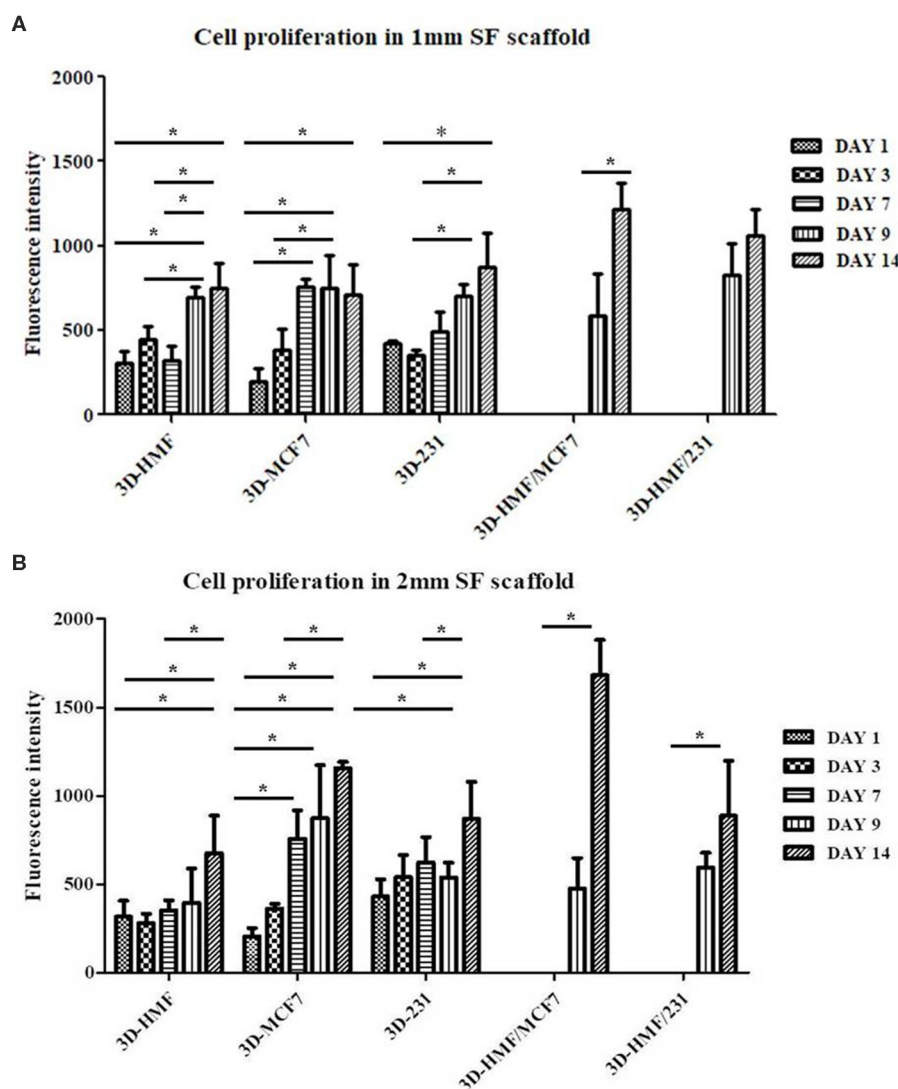 A
Cell proliferation in 1mm SF scaffold
Fluorescence intensity
2000
1500
1000
500
0
* * *
* *
*
* * *
* * *
*
*
3D-HMF
3D-MCF7
3D-231
3D-HMF/MCF7
3D-HMF/231
DAY 1
DAY 3
DAY 7
DAY 9
DAY 14
B
Cell proliferation in 2mm SF scaffold
Fluorescence intensity
2000
1500
1000
500
0
*
* * *
* * *
* * *
* *
*
3D-HMF
3D-MCF7
3D-231
3D-HMF/MCF7
3D-HMF/231
DAY 1
DAY 3
DAY 7
DAY 9
DAY 14